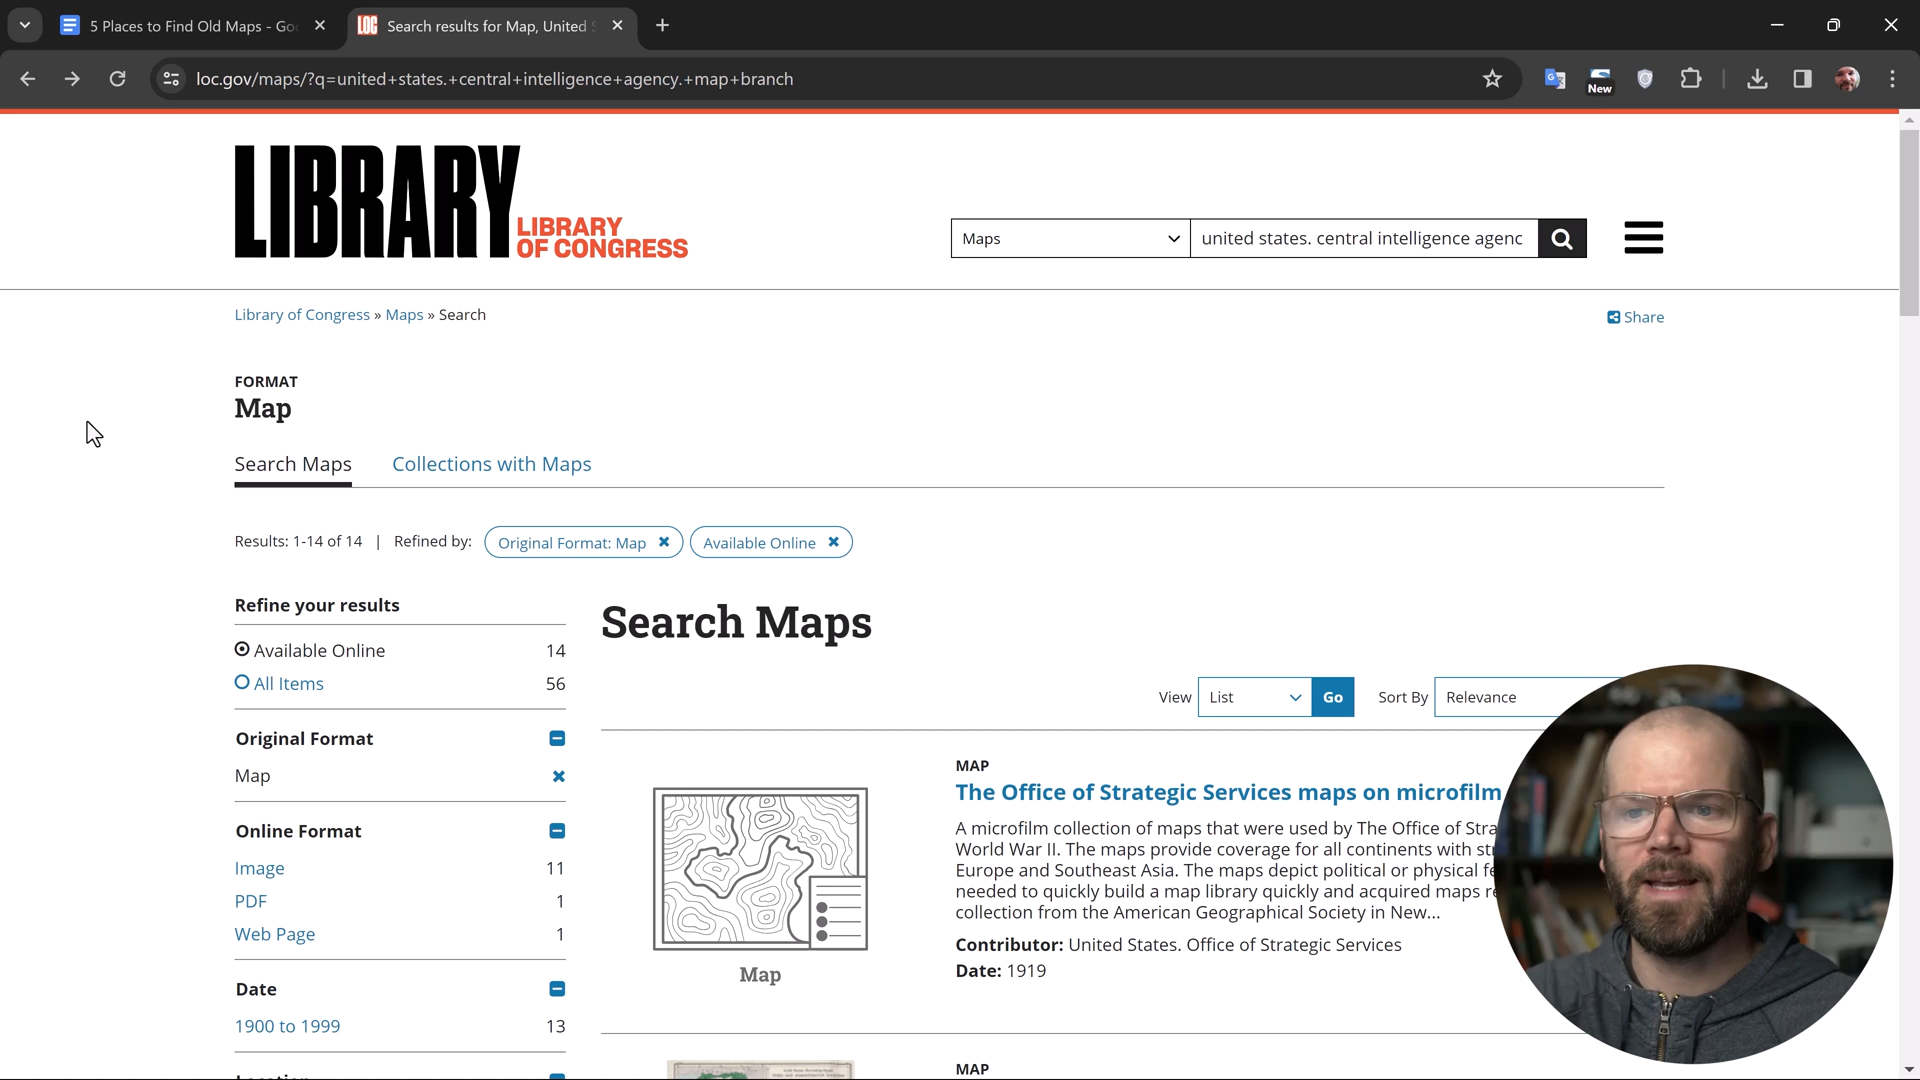 5 Places to Find Old Maps - Go
Search results for Map, United
loc.gov/maps/?q=united+states.+central+intelligence+agency.+map+branch
New
LIBRARY
LIBRARY
OF CONGRESS
Maps
united states. central intelligence agenc
Library of Congress » Maps » Search
Share
FORMAT
Map
Search Maps
Collections with Maps
Results: 1-14 of 14 | Refined by:
Original Format: Map
Available Online
Refine your results
Available Online 14
All Items 56
Original Format
Map
Online Format
Image 11
PDF 1
Web Page 1
Date
1900 to 1999 13
Search Maps
View List Go Sort By Relevance
Map
MAP
The Office of Strategic Services maps on microfilm
A microfilm collection of maps that were used by The Office of Stra
World War II. The maps provide coverage for all continents with str
Europe and Southeast Asia. The maps depict political or physical fe
needed to quickly build a map library quickly and acquired maps re
collection from the American Geographical Society in New...
Contributor: United States. Office of Strategic Services
Date: 1919
MAP